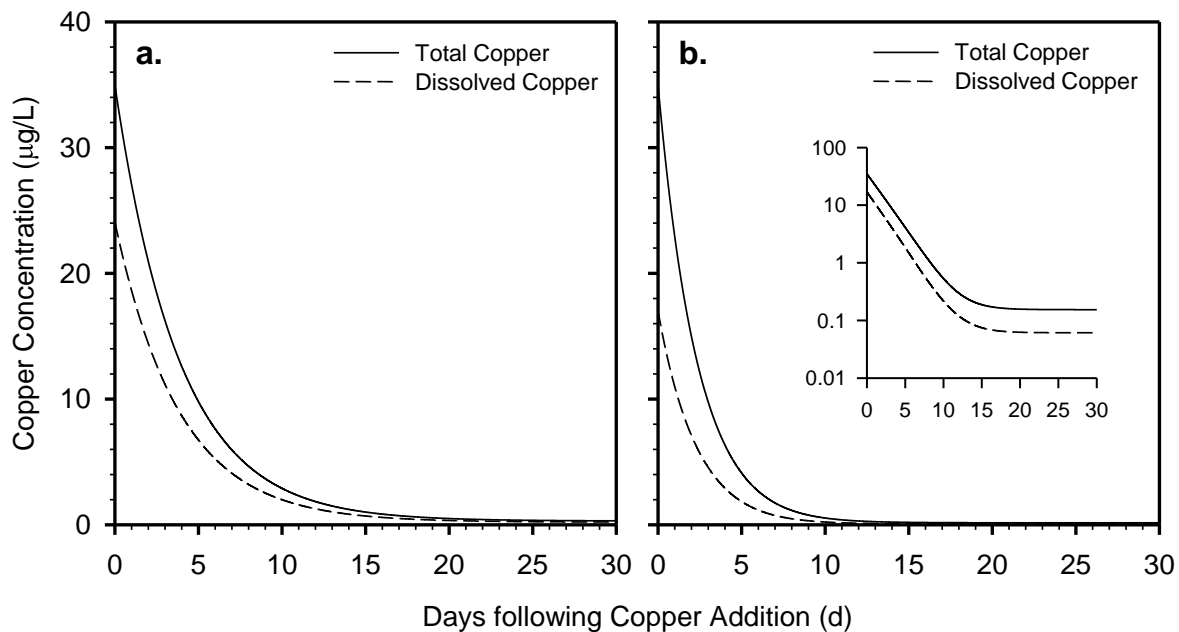 Copper Concentration (µg/L)
40
30
20
10
0
a.
Total Copper
Dissolved Copper
0 5 10 15 20 25 30
b.
Total Copper
Dissolved Copper
100
10
1
0.1
0.01
0 5 10 15 20 25 30
0 5 10 15 20 25 30
Days following Copper Addition (d)